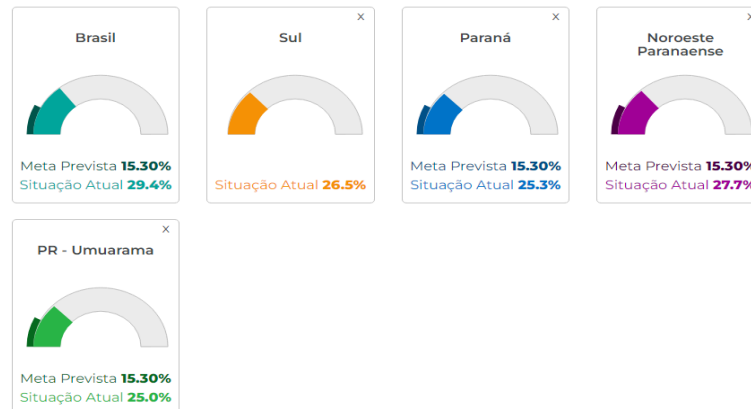 x
x
x
Brasil
Sul
Paraná
Noroeste
Paranaense
Meta Prevista 15.30%
Situação Atual 29.4%
Situação Atual 26.5%
Meta Prevista 15.30%
Situação Atual 25.3%
Meta Prevista 15.30%
Situação Atual 27.7%
x
PR - Umuarama
Meta Prevista 15.30%
Situação Atual 25.0%